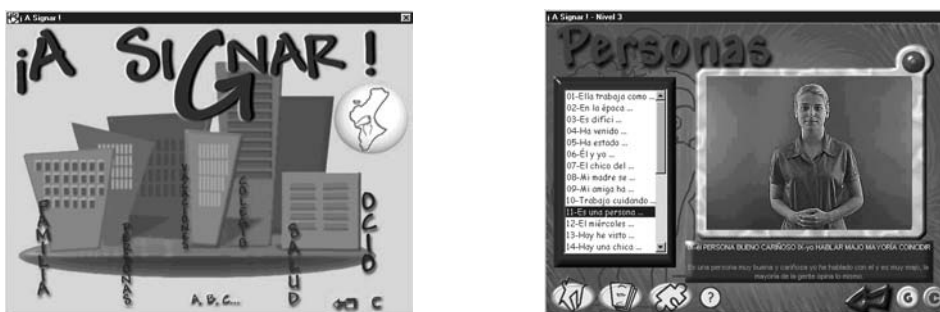 ¡ A Signar !
¡A SIGNAR !
FAMILIA
PERSONAS
VACACIONES
COLEGIO
SALUD
OCIO
A, B, C...
C
¡ A Signar ! - Nivel 3
Personas
01-Ella trabaja como ...
02-En la época ...
03-Es difícil ...
04-Ha venido ...
05-Ha estado ...
06-Él y yo ...
07-El chico del ...
08-Mi madre se ...
09-Mi amiga ha ...
10-Trabajo cuidando ...
11-Es una persona ...
12-El miércoles ...
13-Hoy he visto ...
14-Hay una chica ...
PERSONA BUENO CARIÑOSO IX-yo HABLAR MAJO MAYORÍA COINCIDIR
Es una persona muy buena y cariñosa yo he hablado con él y es muy majo, la
mayoría de la gente opina lo mismo.
?
G
C